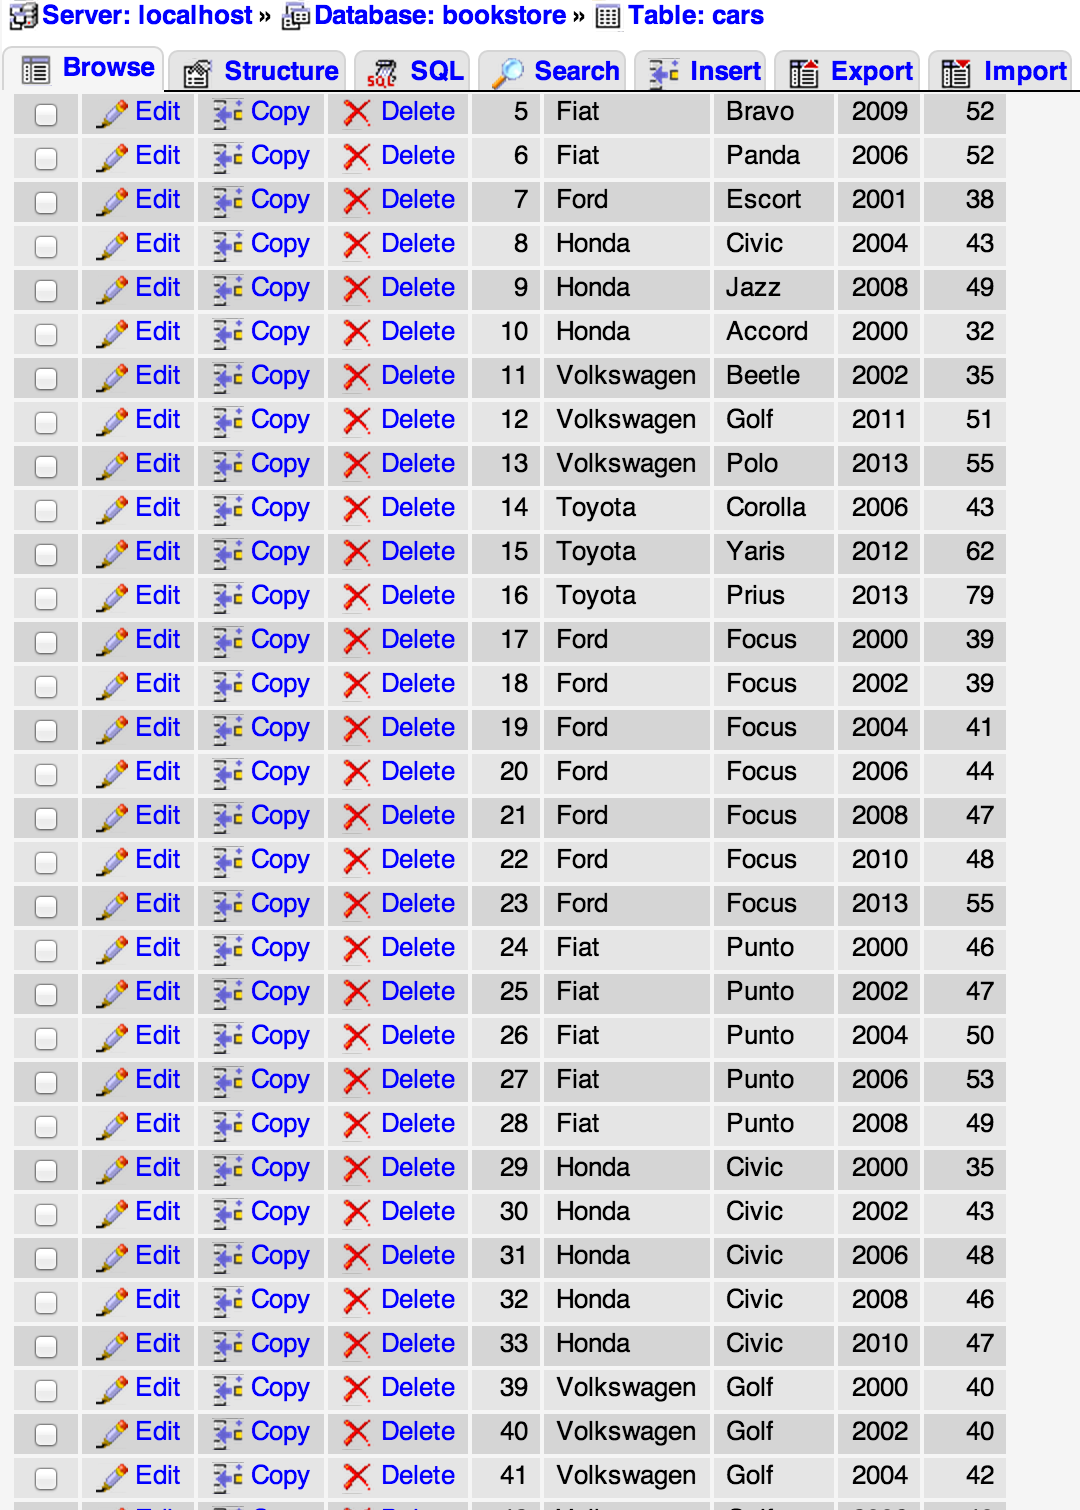 Server: localhost » Database: bookstore » Table: cars
Browse Structure SQL Search Insert Export Import
Edit Copy Delete 5 Fiat Bravo 2009 52
Edit Copy Delete 6 Fiat Panda 2006 52
Edit Copy Delete 7 Ford Escort 2001 38
Edit Copy Delete 8 Honda Civic 2004 43
Edit Copy Delete 9 Honda Jazz 2008 49
Edit Copy Delete 10 Honda Accord 2000 32
Edit Copy Delete 11 Volkswagen Beetle 2002 35
Edit Copy Delete 12 Volkswagen Golf 2011 51
Edit Copy Delete 13 Volkswagen Polo 2013 55
Edit Copy Delete 14 Toyota Corolla 2006 43
Edit Copy Delete 15 Toyota Yaris 2012 62
Edit Copy Delete 16 Toyota Prius 2013 79
Edit Copy Delete 17 Ford Focus 2000 39
Edit Copy Delete 18 Ford Focus 2002 39
Edit Copy Delete 19 Ford Focus 2004 41
Edit Copy Delete 20 Ford Focus 2006 44
Edit Copy Delete 21 Ford Focus 2008 47
Edit Copy Delete 22 Ford Focus 2010 48
Edit Copy Delete 23 Ford Focus 2013 55
Edit Copy Delete 24 Fiat Punto 2000 46
Edit Copy Delete 25 Fiat Punto 2002 47
Edit Copy Delete 26 Fiat Punto 2004 50
Edit Copy Delete 27 Fiat Punto 2006 53
Edit Copy Delete 28 Fiat Punto 2008 49
Edit Copy Delete 29 Honda Civic 2000 35
Edit Copy Delete 30 Honda Civic 2002 43
Edit Copy Delete 31 Honda Civic 2006 48
Edit Copy Delete 32 Honda Civic 2008 46
Edit Copy Delete 33 Honda Civic 2010 47
Edit Copy Delete 39 Volkswagen Golf 2000 40
Edit Copy Delete 40 Volkswagen Golf 2002 40
Edit Copy Delete 41 Volkswagen Golf 2004 42